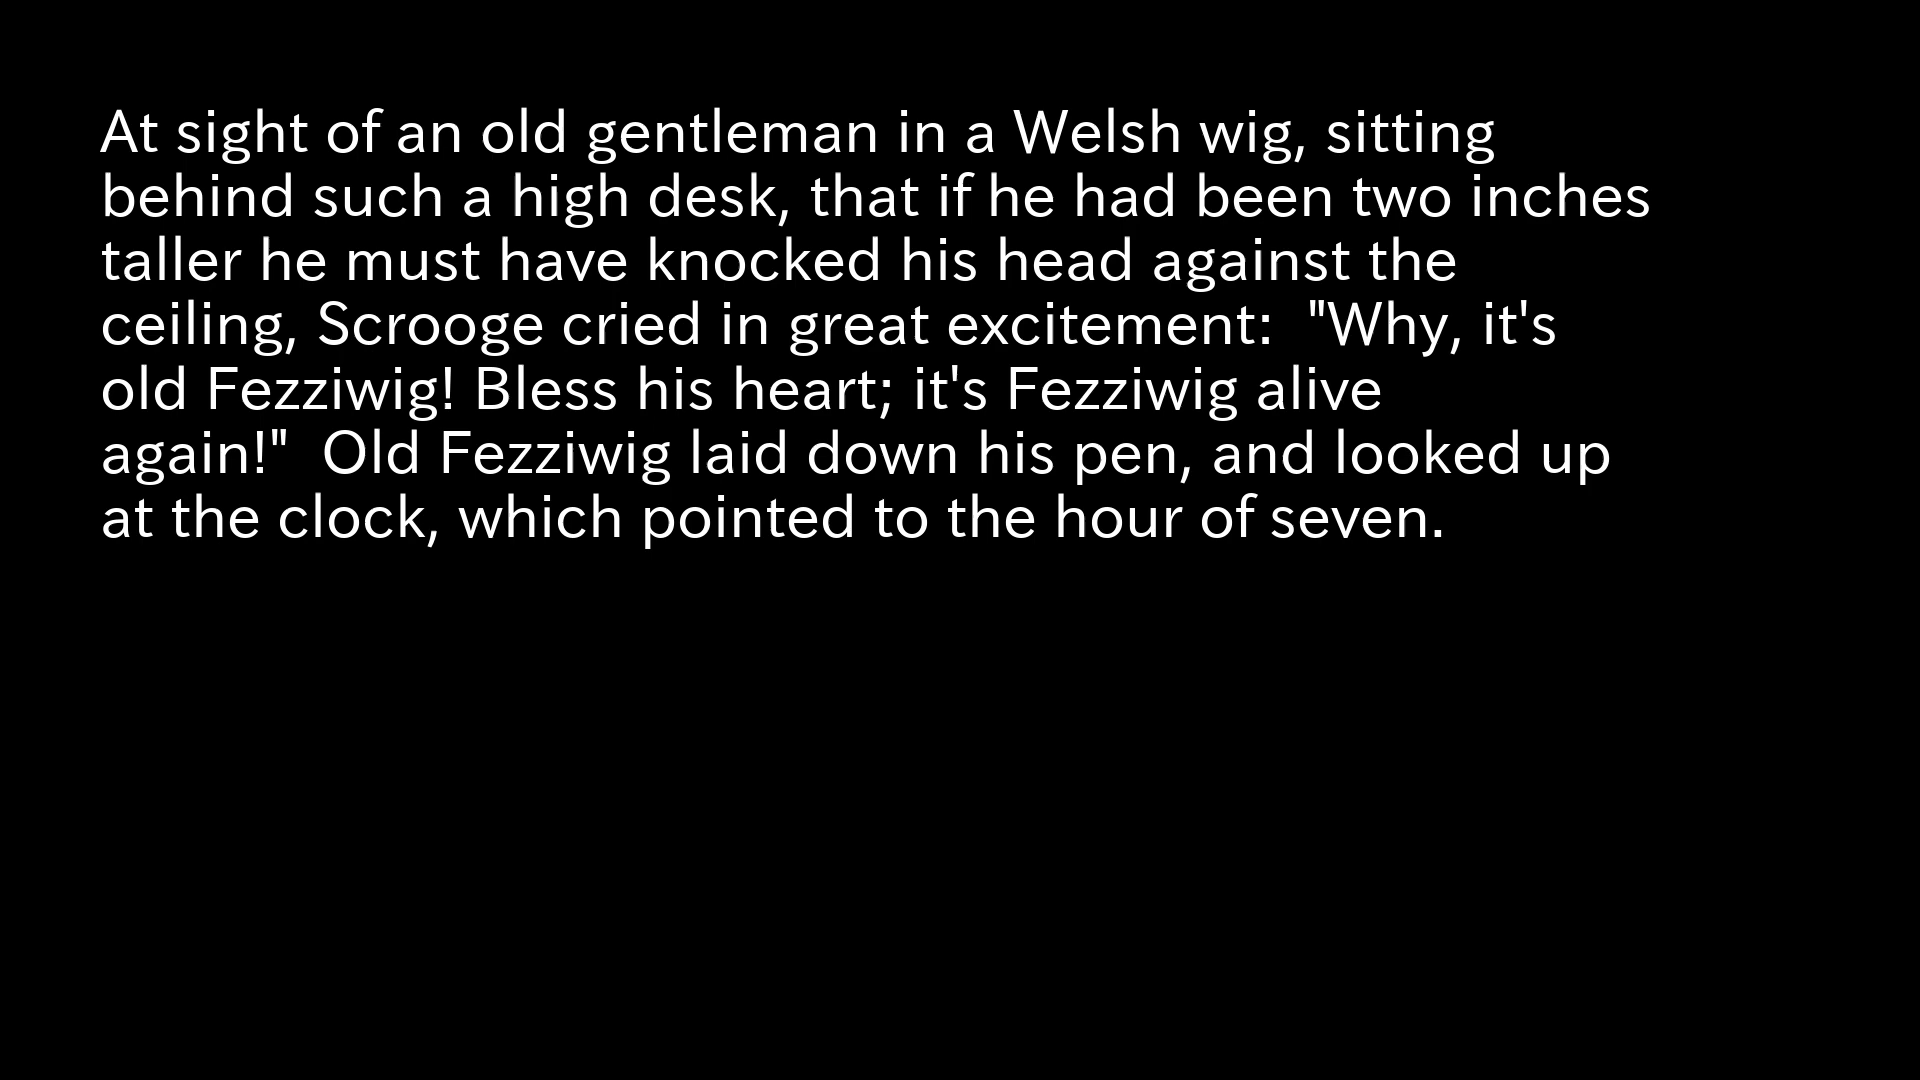 At sight of an old gentleman in a Welsh wig, sitting
behind such a high desk, that if he had been two inches
taller he must have knocked his head against the
ceiling, Scrooge cried in great excitement:  "Why, it's
old Fezziwig! Bless his heart; it's Fezziwig alive
again!"  Old Fezziwig laid down his pen, and looked up
at the clock, which pointed to the hour of seven.